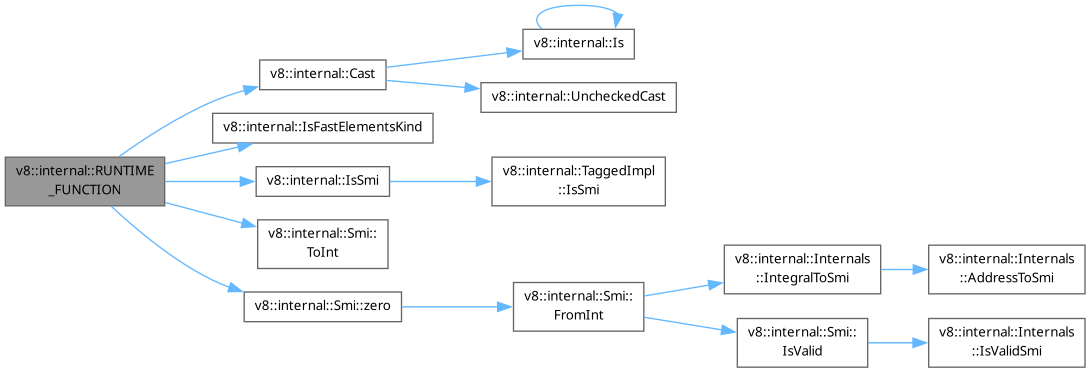 v8::internal::RUNTIME
_FUNCTION
v8::internal::Cast
v8::internal::Is
v8::internal::UncheckedCast
v8::internal::IsFastElementsKind
v8::internal::IsSmi
v8::internal::TaggedImpl
::IsSmi
v8::internal::Smi::
ToInt
v8::internal::Smi::zero
v8::internal::Smi::
FromInt
v8::internal::Internals
::IntegralToSmi
v8::internal::Internals
::AddressToSmi
v8::internal::Smi::
IsValid
v8::internal::Internals
::IsValidSmi